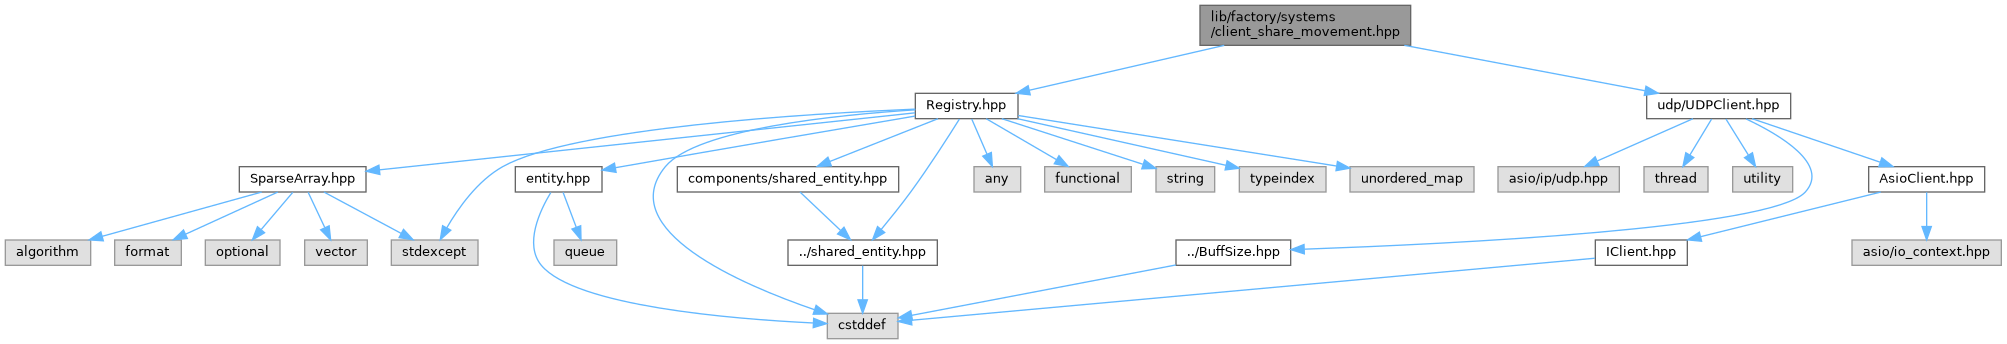 lib/factory/systems
/client_share_movement.hpp
Registry.hpp
udp/UDPClient.hpp
SparseArray.hpp
entity.hpp
components/shared_entity.hpp
any
functional
string
typeindex
unordered_map
asio/ip/udp.hpp
thread
utility
AsioClient.hpp
algorithm
format
optional
vector
stdexcept
queue
../shared_entity.hpp
../BuffSize.hpp
IClient.hpp
asio/io_context.hpp
cstddef